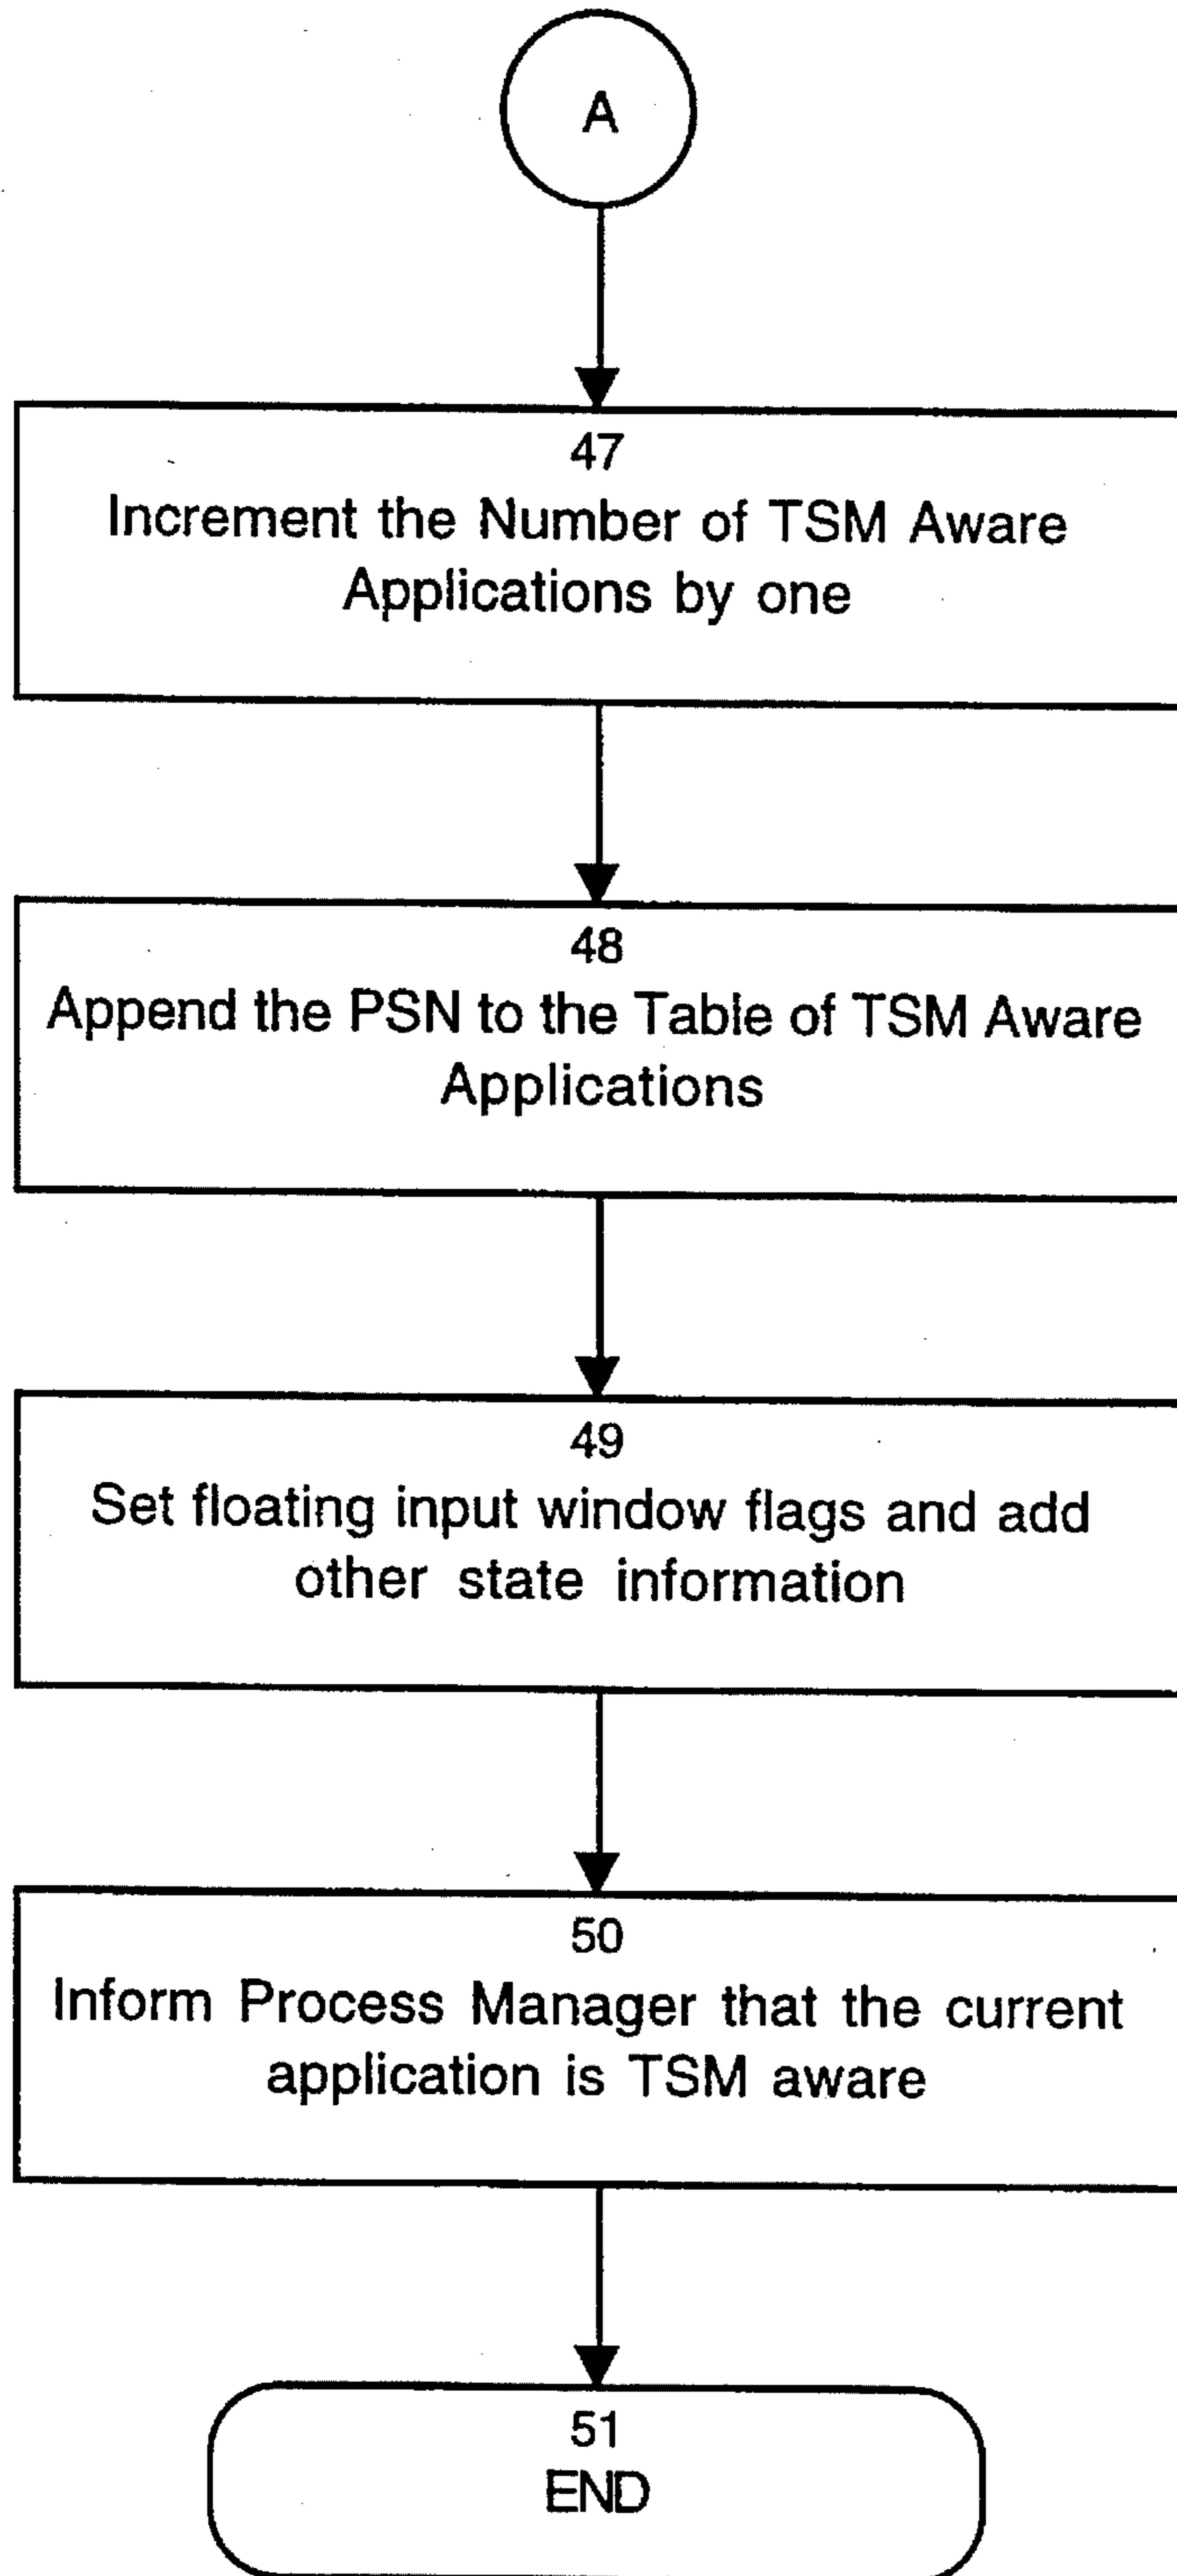 A
47
Increment the Number of TSM Aware
Applications by one
48
Append the PSN to the Table of TSM Aware
Applications
49
Set floating input window flags and add
other state information
50
Inform Process Manager that the current
application is TSM aware
51
END